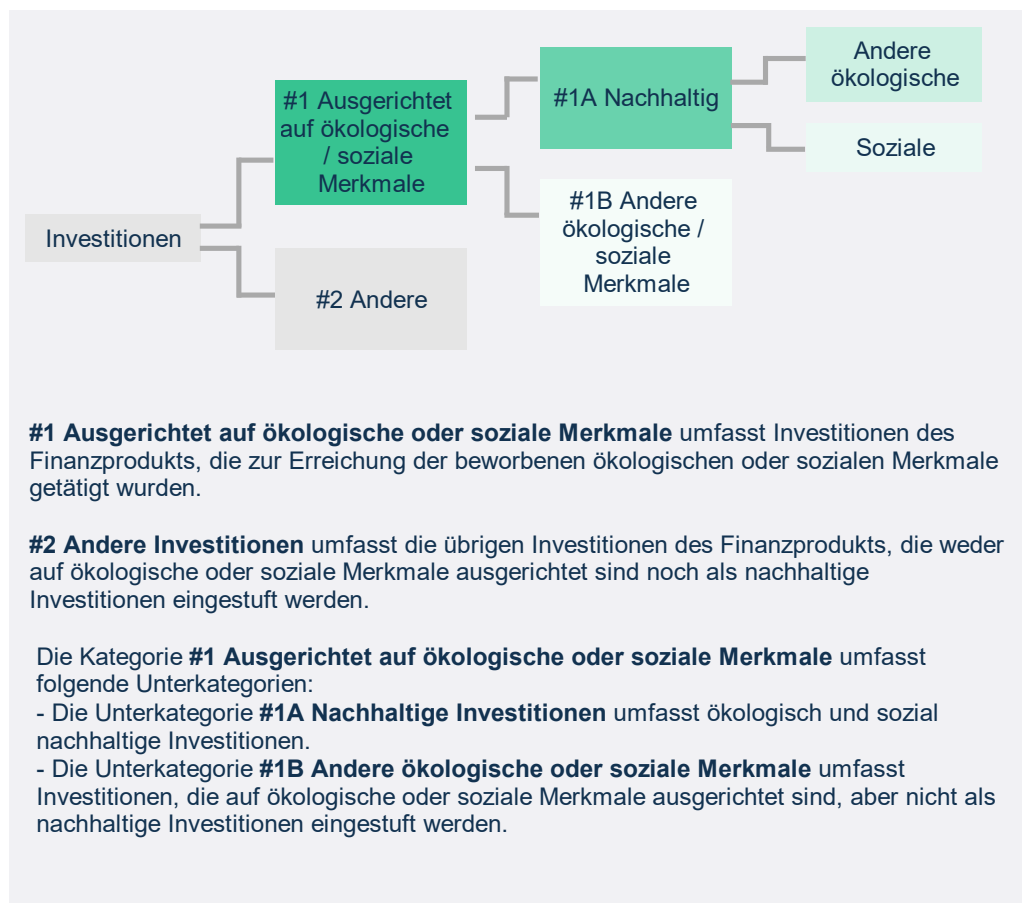 Investitionen
#1 Ausgerichtet
auf ökologische
/ soziale
Merkmale
#2 Andere
#1A Nachhaltig
#1B Andere
ökologische /
soziale
Merkmale
Andere
ökologische
Soziale
#1 Ausgerichtet auf ökologische oder soziale Merkmale umfasst Investitionen des
Finanzprodukts, die zur Erreichung der beworbenen ökologischen oder sozialen Merkmale
getätigt wurden.
#2 Andere Investitionen umfasst die übrigen Investitionen des Finanzprodukts, die weder
auf ökologische oder soziale Merkmale ausgerichtet sind noch als nachhaltige
Investitionen eingestuft werden.
Die Kategorie #1 Ausgerichtet auf ökologische oder soziale Merkmale umfasst
folgende Unterkategorien:
- Die Unterkategorie #1A Nachhaltige Investitionen umfasst ökologisch und sozial
nachhaltige Investitionen.
- Die Unterkategorie #1B Andere ökologische oder soziale Merkmale umfasst
Investitionen, die auf ökologische oder soziale Merkmale ausgerichtet sind, aber nicht als
nachhaltige Investitionen eingestuft werden.